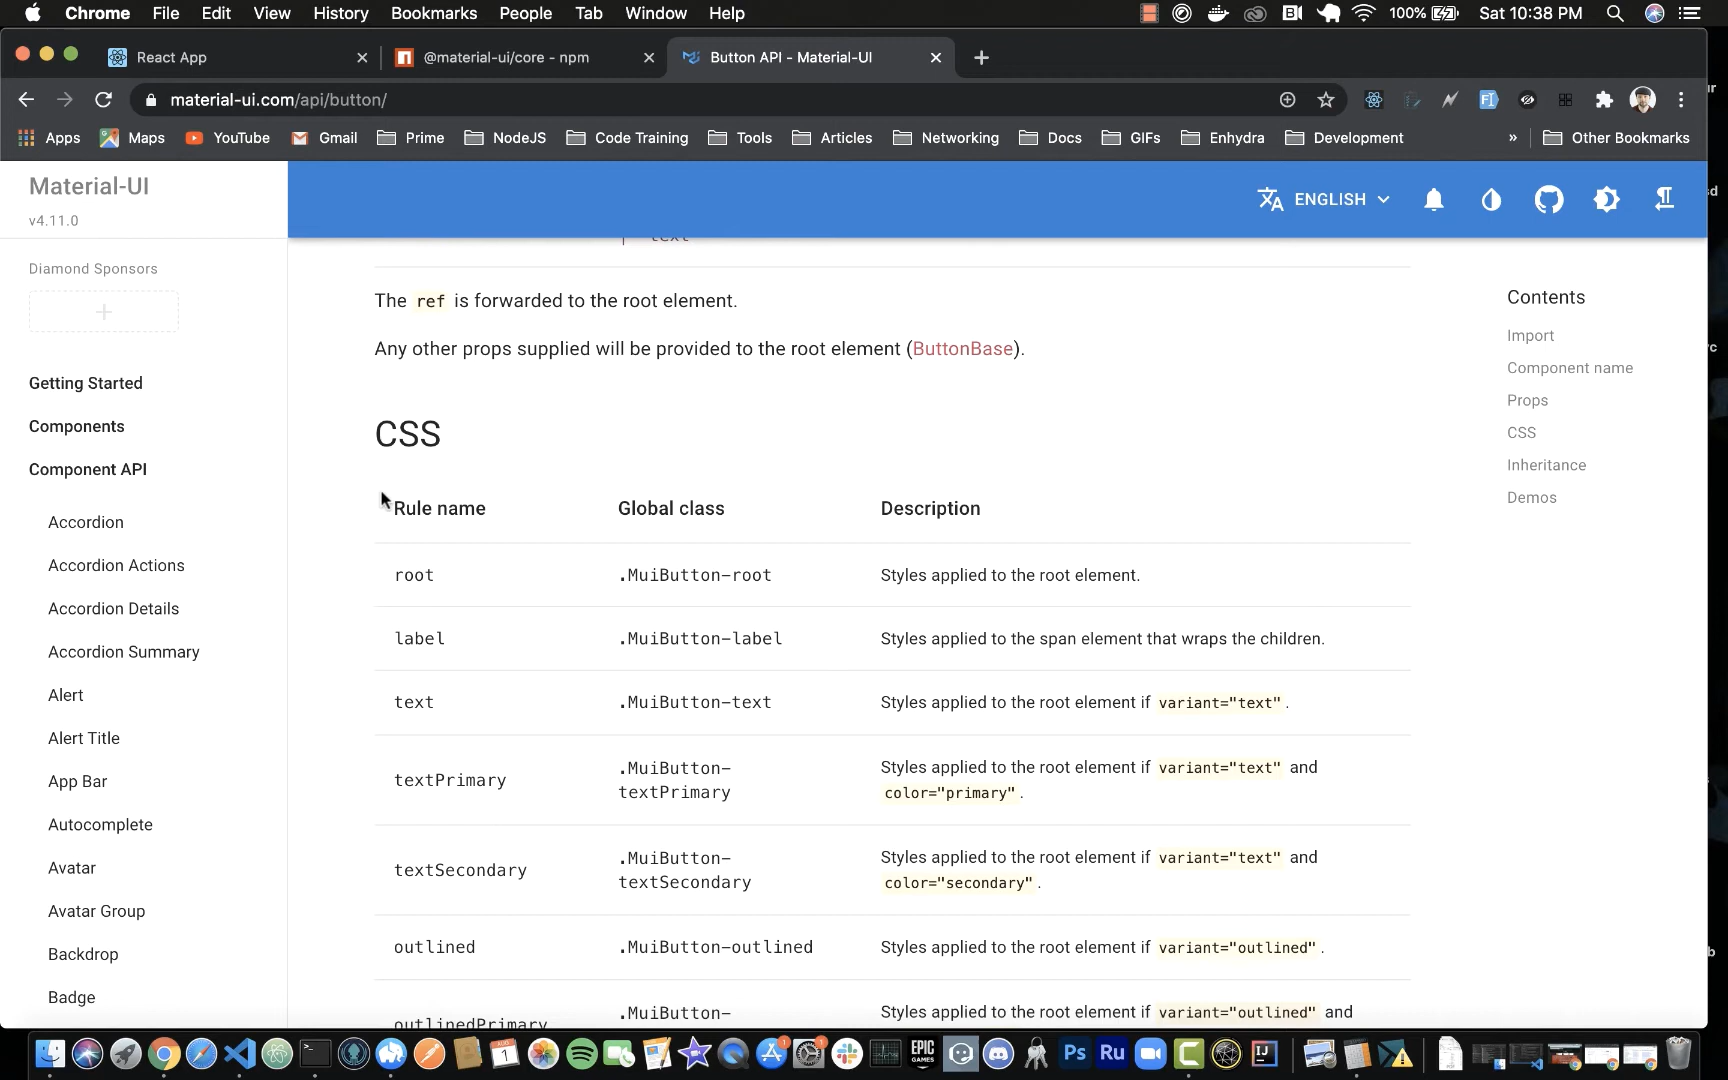 Chrome File Edit View History Bookmarks People Tab Window Help 100% Sat 10:38 PM
React App @material-ui/core - npm Button API - Material-UI
material-ui.com/api/button/
Apps Maps YouTube Gmail Prime NodeJS Code Training Tools Articles Networking Docs GIFs Enhydra Development » Other Bookmarks
Material-UI
v4.11.0
ENGLISH
Diamond Sponsors
Getting Started
Components
Component API
Accordion
Accordion Actions
Accordion Details
Accordion Summary
Alert
Alert Title
App Bar
Autocomplete
Avatar
Avatar Group
Backdrop
Badge
| text
The ref is forwarded to the root element.
Any other props supplied will be provided to the root element (ButtonBase).
CSS
Rule name Global class Description
root .MuiButton-root Styles applied to the root element.
label .MuiButton-label Styles applied to the span element that wraps the children.
text .MuiButton-text Styles applied to the root element if variant="text".
textPrimary .MuiButton-textPrimary Styles applied to the root element if variant="text" and
color="primary".
textSecondary .MuiButton-textSecondary Styles applied to the root element if variant="text" and
color="secondary".
outlined .MuiButton-outlined Styles applied to the root element if variant="outlined".
outlinedPrimary .MuiButton- Styles applied to the root element if variant="outlined" and
Contents
Import
Component name
Props
CSS
Inheritance
Demos
EPIC GAMES
Ps
Ru
IJ